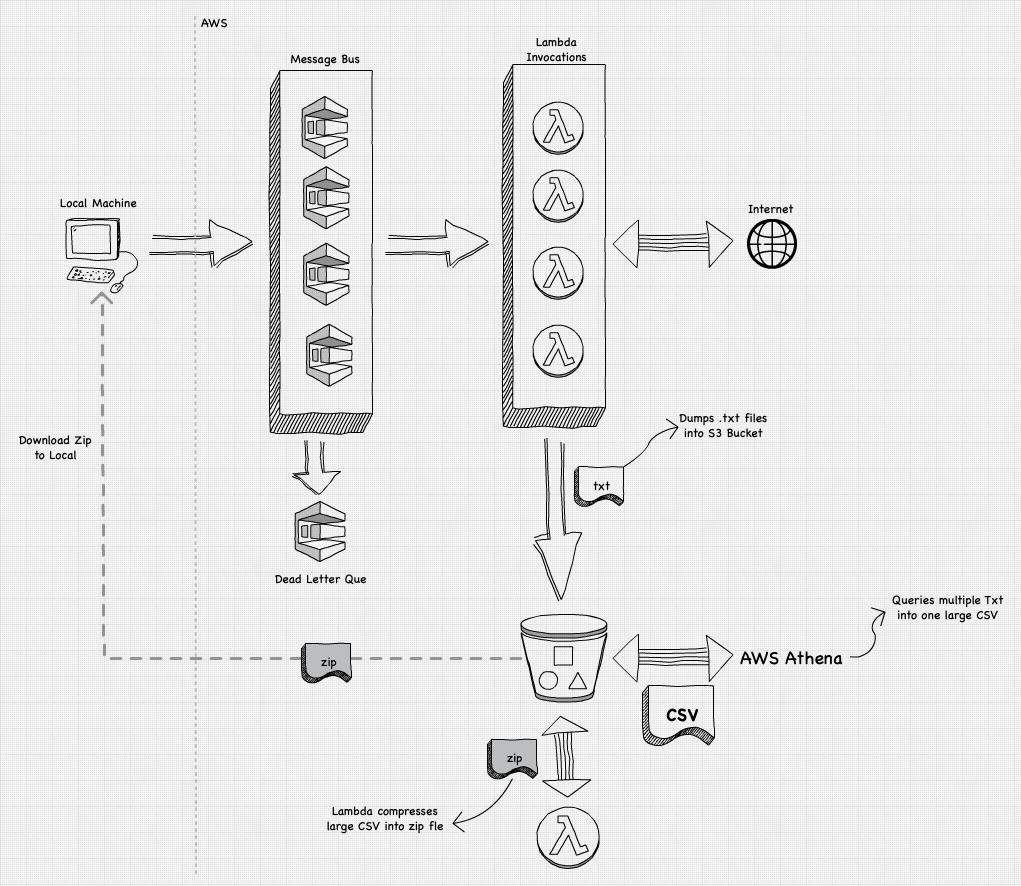 AWS
Message Bus
Lambda
Invocations
Local Machine
Internet
Dumps .txt files
into S3 Bucket
txt
Download Zip
to Local
Dead Letter Que
Queries multiple Txt
into one large CSV
AWS Athena
zip
CSV
zip
Lambda compresses
large CSV into zip fle